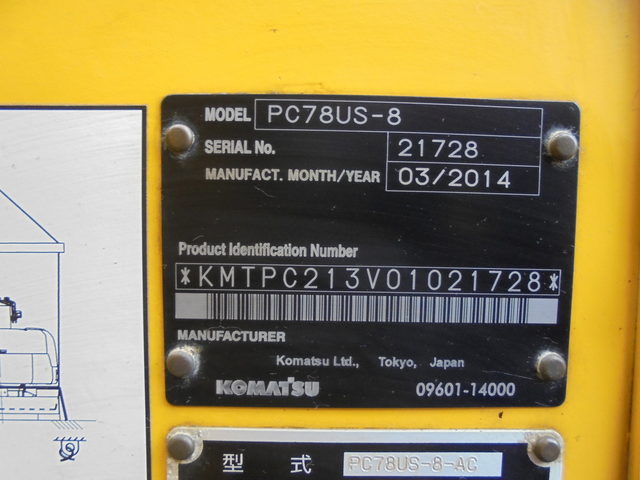 MODEL PC78US-8
SERIAL No. 21728
MANUFACT. MONTH/YEAR 03/2014
Product Identification Number
*KMTPC213V01021728*
MANUFACTURER
Komatsu Ltd., Tokyo, Japan
KOMATSU 09601-14000
型式 PC78US-8-AC